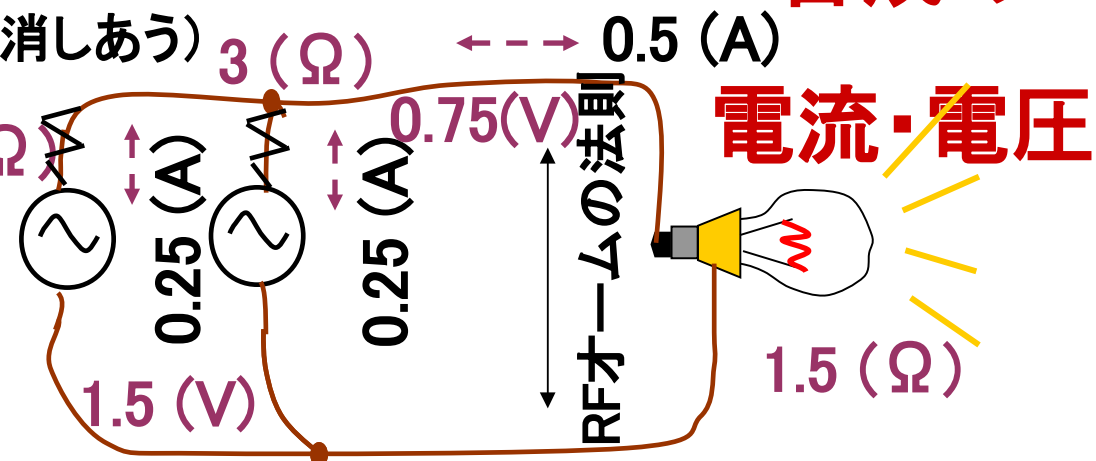 消しあう)
3 (Ω)
0.5 (A)
0.75(V)
電流・電圧
Ω)
0.25 (A)
0.25 (A)
RFオームの法則
1.5 (V)
1.5 (Ω)